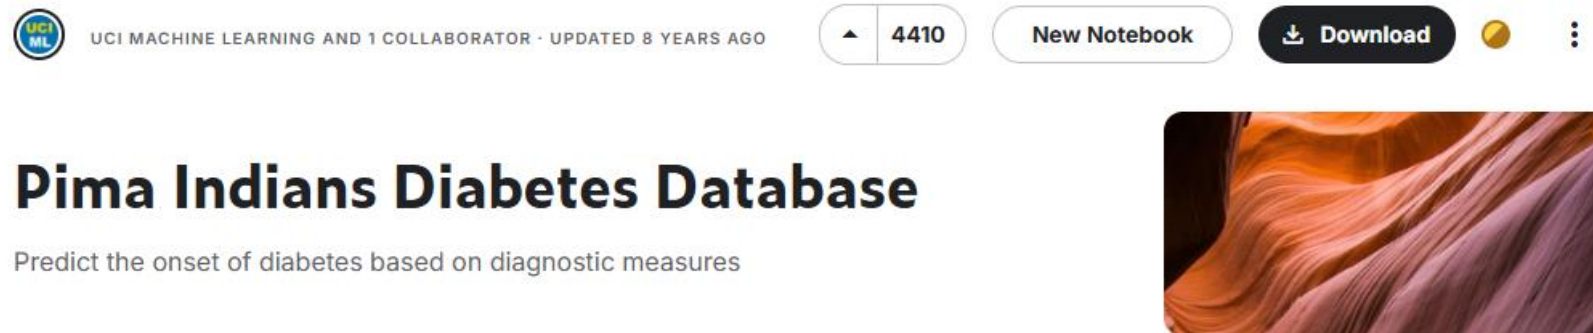 UCI
ML
UCI MACHINE LEARNING AND 1 COLLABORATOR · UPDATED 8 YEARS AGO
4410
New Notebook
Download
Pima Indians Diabetes Database
Predict the onset of diabetes based on diagnostic measures